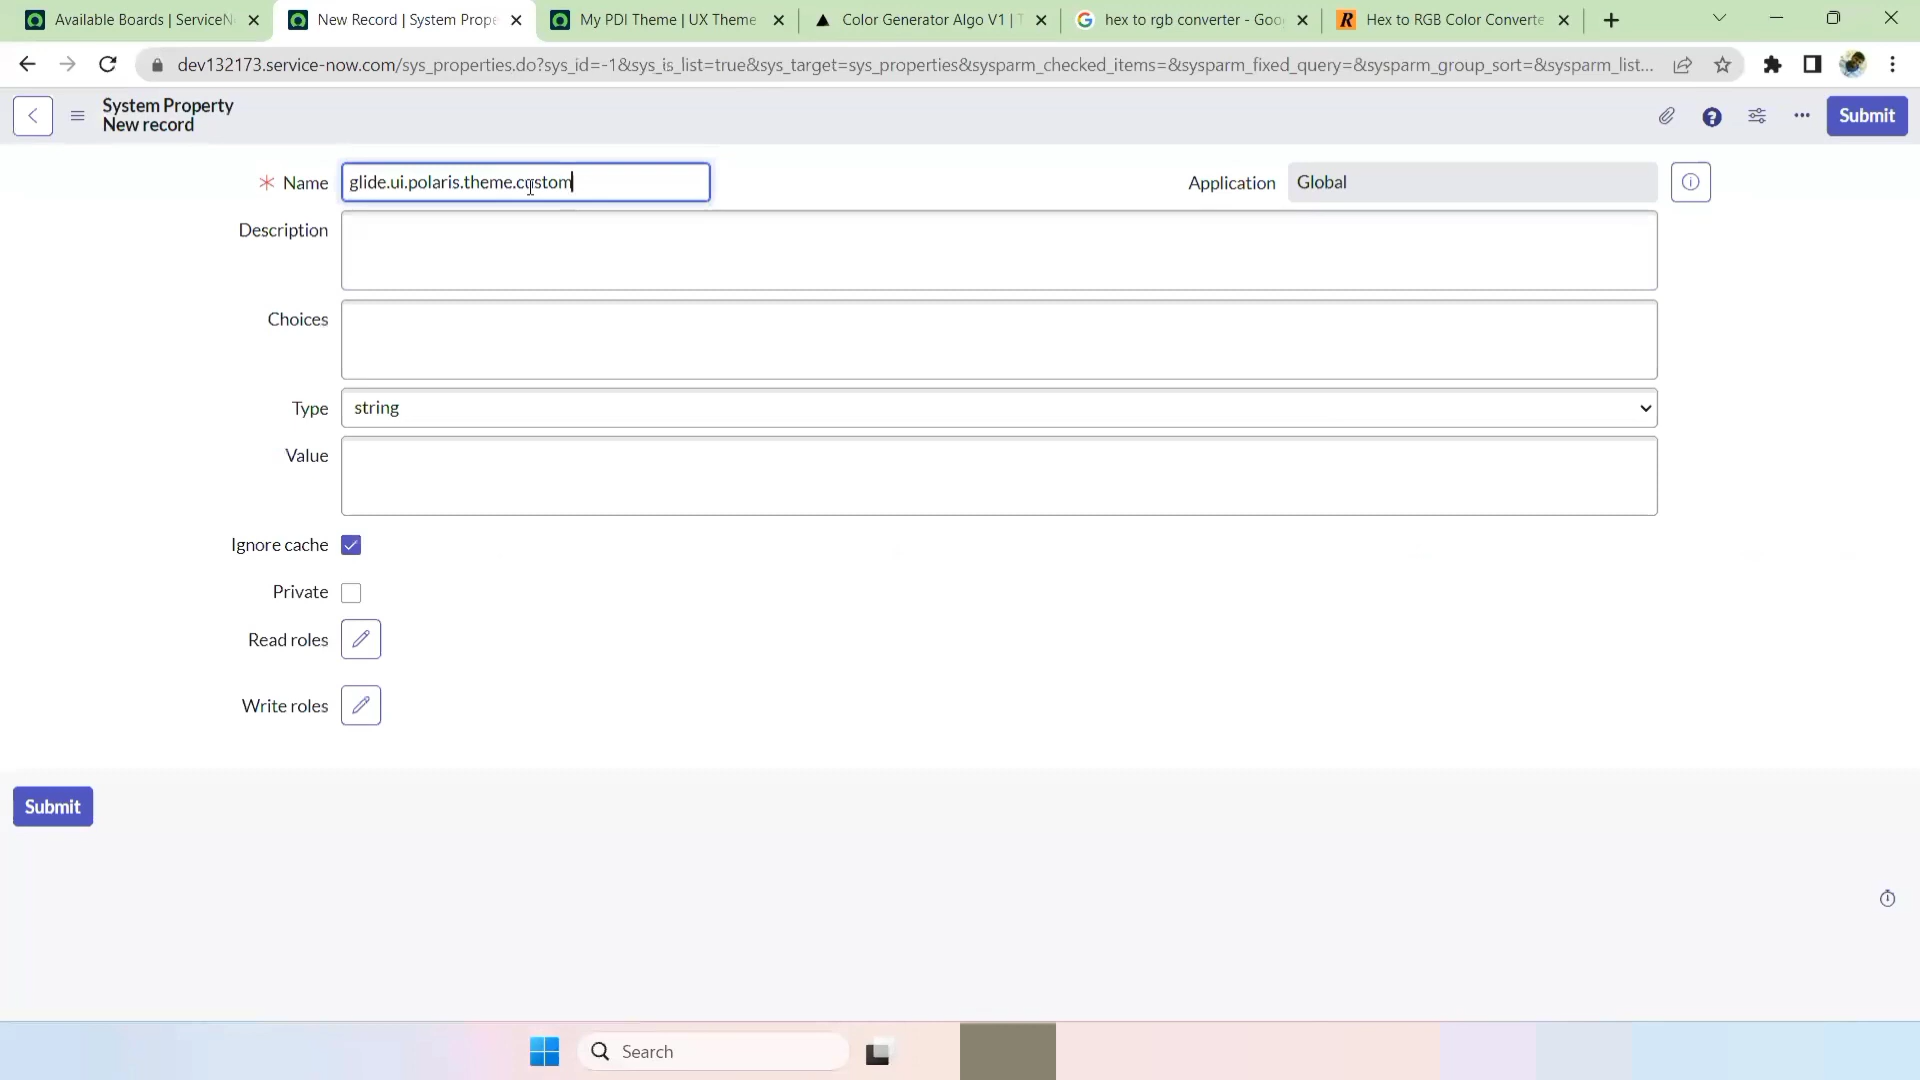 Available Boards | ServiceN
New Record | System Prope
My PDI Theme | UX Theme
Color Generator Algo V1 | T
hex to rgb converter - Goo
Hex to RGB Color Converte
dev132173.service-now.com/sys_properties.do?sys_id=-1&sys_is_list=true&sys_target=sys_properties&sysparm_checked_items=&sysparm_fixed_query=&sysparm_group_sort=&sysparm_list...
System Property
New record
Submit
* Name
glide.ui.polaris.theme.custom
Application
Global
Description
Choices
Type
string
Value
Ignore cache
Private
Read roles
Write roles
Submit
Search